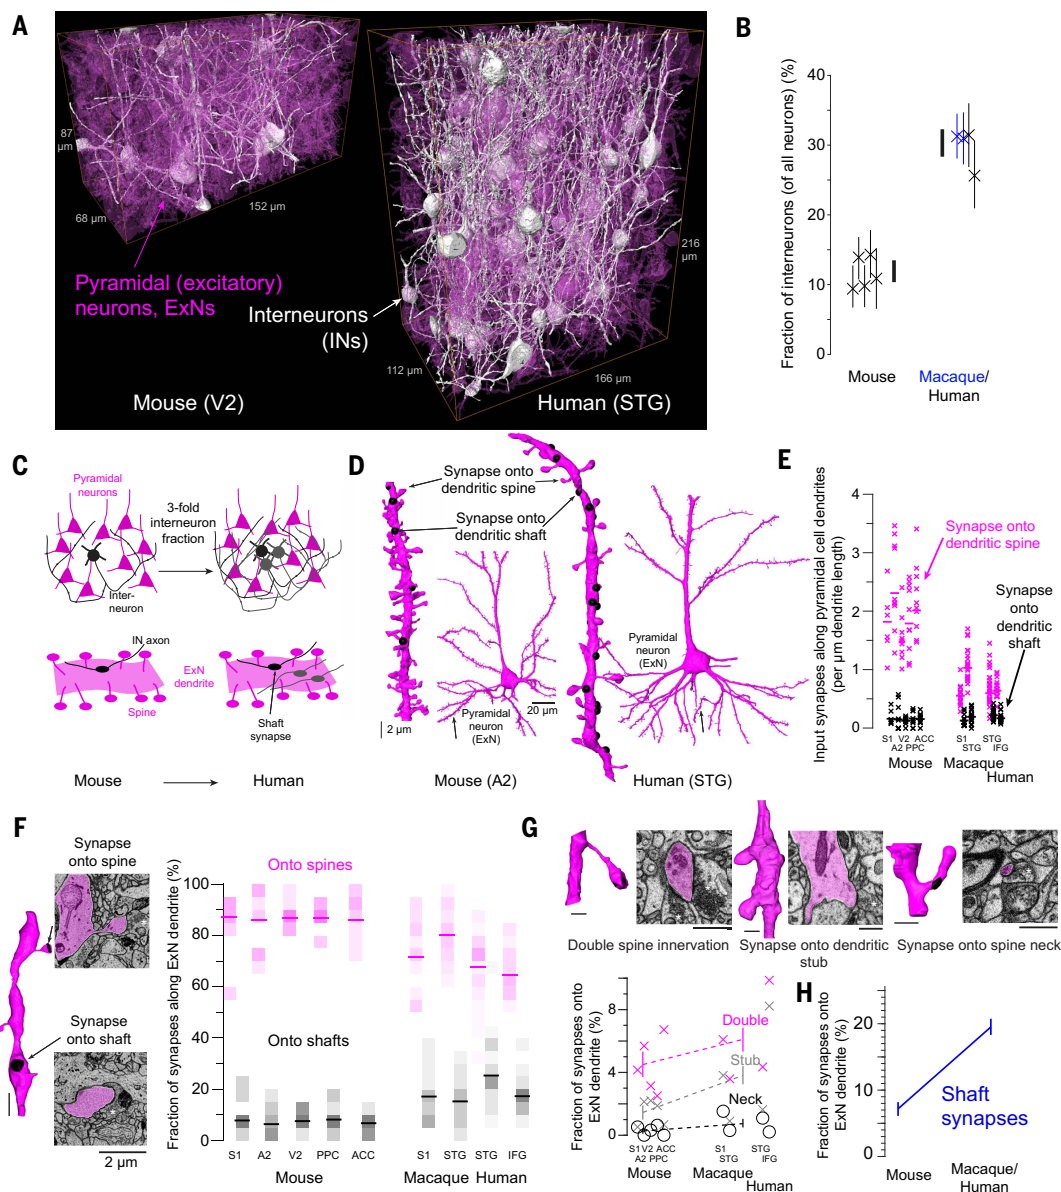 A
87
μm
68 μm
152 μm
Pyramidal (excitatory)
neurons, ExNs
Interneurons
(INs)
112 μm
166 μm
216
μm
Mouse (V2)
Human (STG)
B
Fraction of interneurons (of all neurons) (%)
40
30
20
10
0
Mouse
Macaque/
Human
C
Pyramidal
neurons
3-fold
interneuron
fraction
Inter-
neuron
IN axon
ExN
dendrite
Spine
Shaft
synapse
Mouse
Human
D
Synapse onto
dendritic spine
Synapse onto
dendritic shaft
Pyramidal
neuron
(ExN)
20 μm
Pyramidal
neuron
(ExN)
2 μm
Mouse (A2)
Human (STG)
E
Input synapses along pyramidal cell dendrites
(per μm dendrite length)
4
3
2
1
0
Synapse onto
dendritic spine
Synapse
onto
dendritic
shaft
S1 V2 ACC
A2 PPC
S1
STG
STG
IFG
Mouse
Macaque
Human
F
Synapse
onto spine
Synapse
onto shaft
2 μm
Fraction of synapses along ExN dendrite (%)
100
80
60
40
20
0
Onto spines
Onto shafts
S1 A2 V2 PPC ACC STG
S1 STG IFG
Mouse
Macaque Human
G
Double spine innervation
Synapse onto dendritic
stub
Synapse onto spine neck
Fraction of synapses onto
ExN dendrite (%)
10
5
0
Double
Stub
Neck
S1 V2 ACC
A2 PPC
S1
STG
STG
IFG
Mouse
Macaque
Human
H
Fraction of synapses onto
ExN dendrite (%)
20
10
0
Shaft
synapses
Mouse
Macaque/
Human